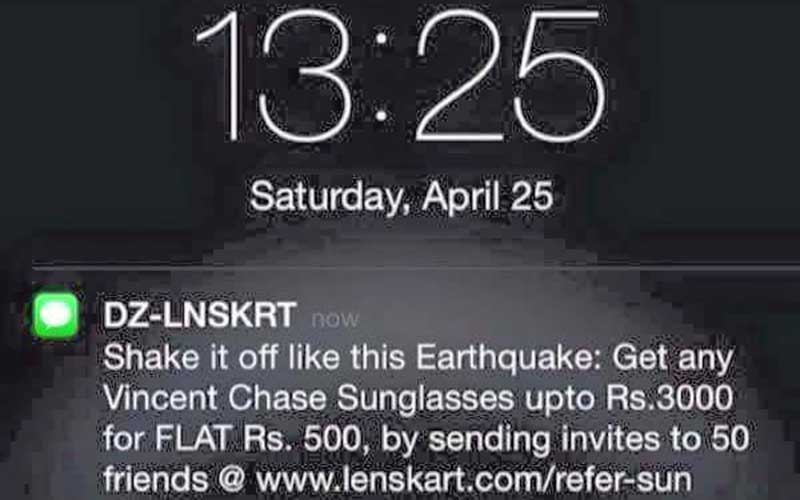 13:25
Saturday, April 25
DZ-LNSKRT now
Shake it off like this Earthquake: Get any
Vincent Chase Sunglasses upto Rs.3000
for FLAT Rs. 500, by sending invites to 50
friends @ www.lenskart.com/refer-sun